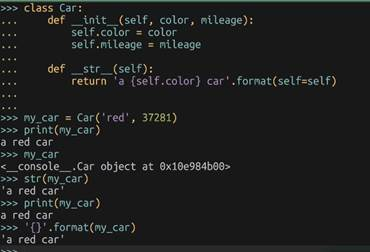 >>> class Car:
...     def __init__(self, color, mileage):
...         self.color = color
...         self.mileage = mileage
...
...     def __str__(self):
...         return 'a {self.color} car'.format(self=self)
...
...
>>> my_car = Car('red', 37281)
>>> print(my_car)
a red car
>>> my_car
<__console__.Car object at 0x10e984b00>
>>> str(my_car)
'a red car'
>>> print(my_car)
a red car
>>> '{}'.format(my_car)
'a red car'
>>>